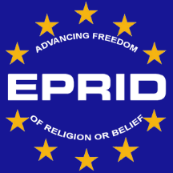 ADVANCING FREEDOM
EPRID
OF RELIGION OR BELIEF